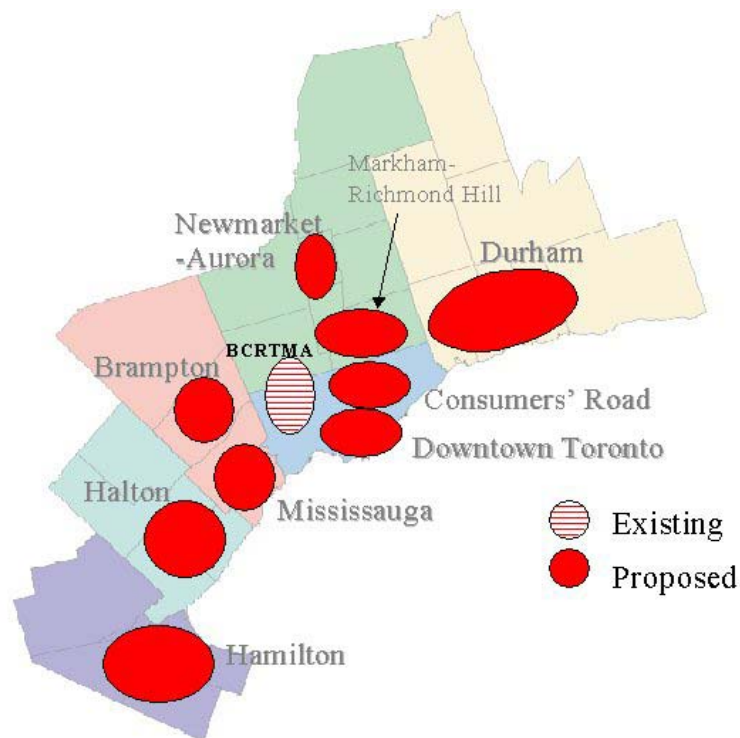 Markham-
Richmond Hill
Newmarket
-Aurora
Durham
BCRTMA
Brampton
Consumers' Road
Downtown Toronto
Halton
Mississauga
Existing
Proposed
Hamilton